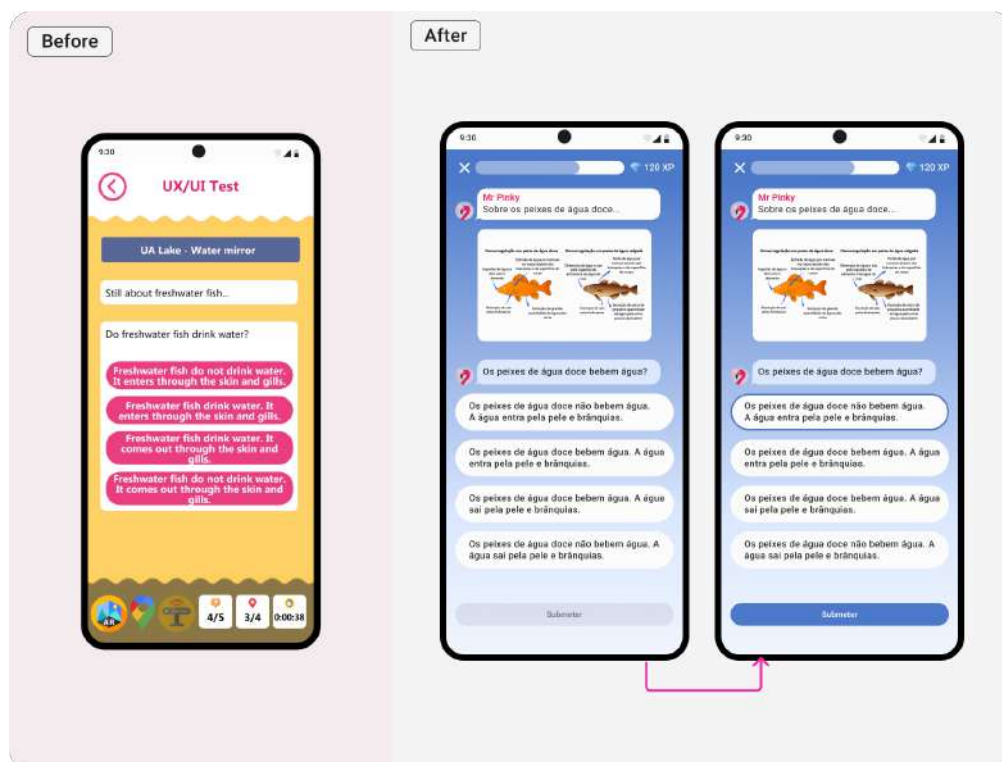 Before
After
9:30
UX/UI Test
UA Lake - Water mirror
Still about freshwater fish...
Do freshwater fish drink water?
Freshwater fish do not drink water.
It enters through the skin and gills.
Freshwater fish drink water. It
enters through the skin and gills.
Freshwater fish drink water. It
comes out through the skin and
gills.
Freshwater fish do not drink water.
It comes out through the skin and
gills.
AR
4/5
3/4
0:00:38
9:30
120 XP
Mr Pinky
Sobre os peixes de água doce...
Os peixes de água doce bebem água?
Os peixes de água doce não bebem água.
A água entra pela pele e brânquias.
Os peixes de água doce bebem água. A água
entra pela pele e brânquias.
Os peixes de água doce bebem água. A água
sai pela pele e brânquias.
Os peixes de água doce não bebem água. A
água sai pela pele e brânquias.
Submeter
9:30
120 XP
Mr Pinky
Sobre os peixes de água doce...
Os peixes de água doce bebem água?
Os peixes de água doce não bebem água.
A água entra pela pele e brânquias.
Os peixes de água doce bebem água. A água
entra pela pele e brânquias.
Os peixes de água doce bebem água. A água
sai pela pele e brânquias.
Os peixes de água doce não bebem água. A
água sai pela pele e brânquias.
Submeter